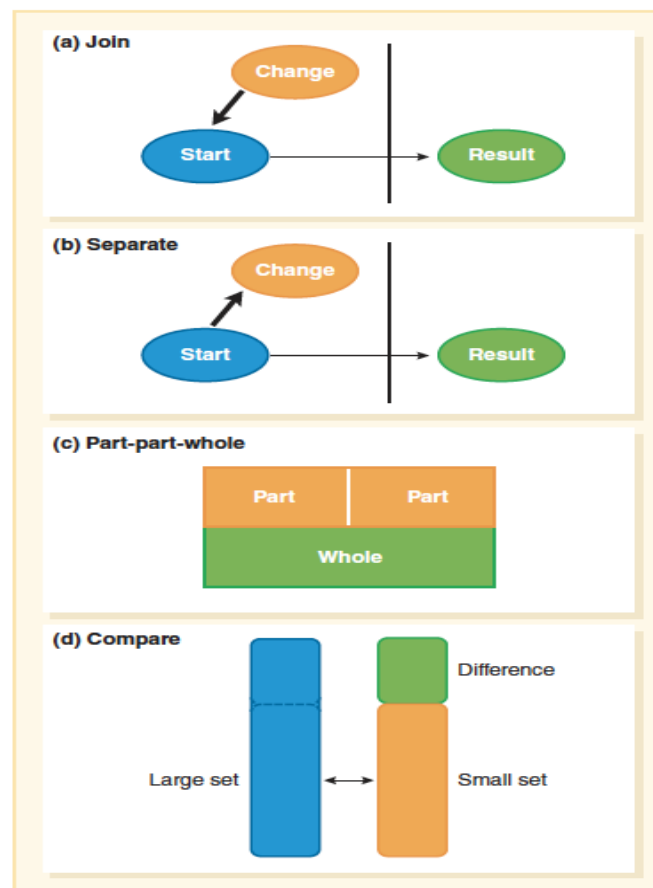 (a) Join
Change
Start
Result
(b) Separate
Change
Start
Result
(c) Part-part-whole
Part Part
Whole
(d) Compare
Difference
Large set
Small set